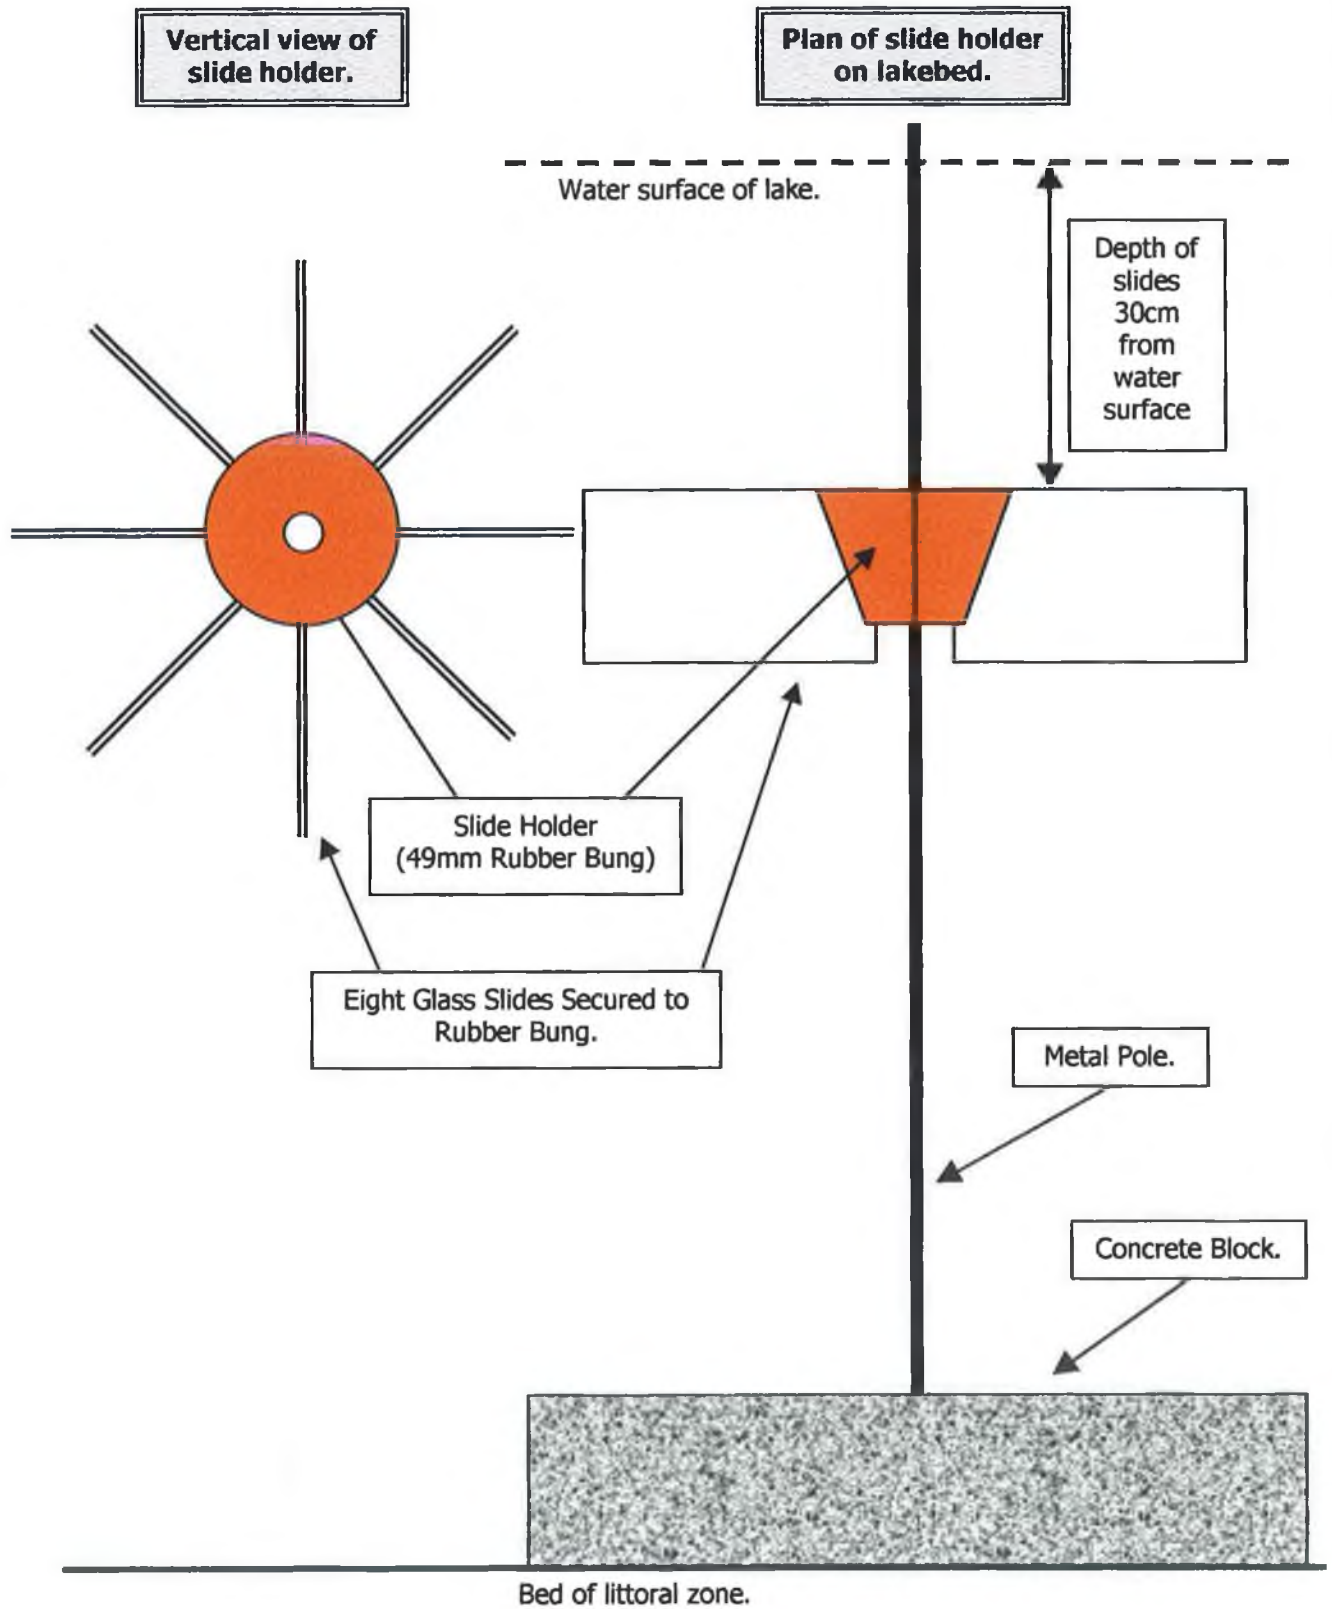 Vertical view of
slide holder.
Plan of slide holder
on lakebed.
Water surface of lake.
Depth of
slides
30cm
from
water
surface
Slide Holder
(49mm Rubber Bung)
Eight Glass Slides Secured to
Rubber Bung.
Metal Pole.
Concrete Block.
Bed of littoral zone.